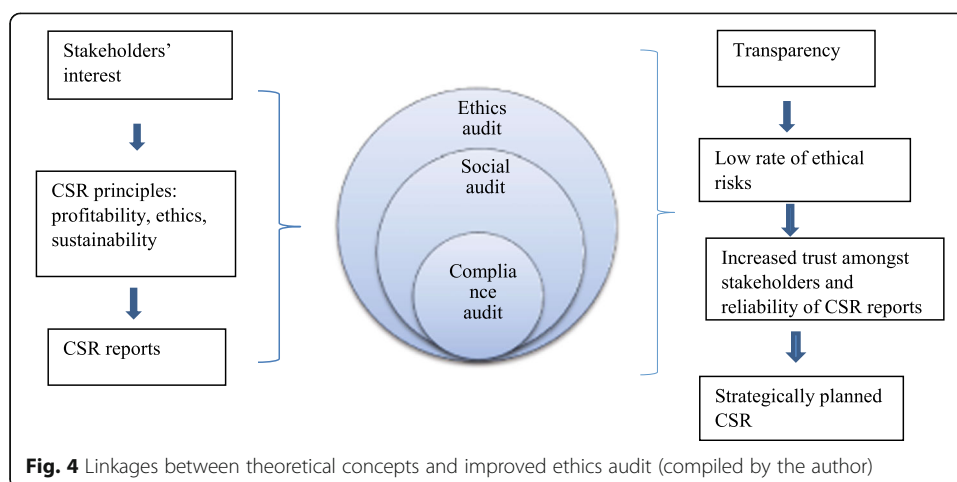 Stakeholders'
interest
CSR principles:
profitability, ethics,
sustainability
CSR reports
Ethics
audit
Social
audit
Complia
nce
audit
Transparency
Low rate of ethical
risks
Increased trust amongst
stakeholders and
reliability of CSR reports
Strategically planned
CSR
Fig. 4 Linkages between theoretical concepts and improved ethics audit (compiled by the author)